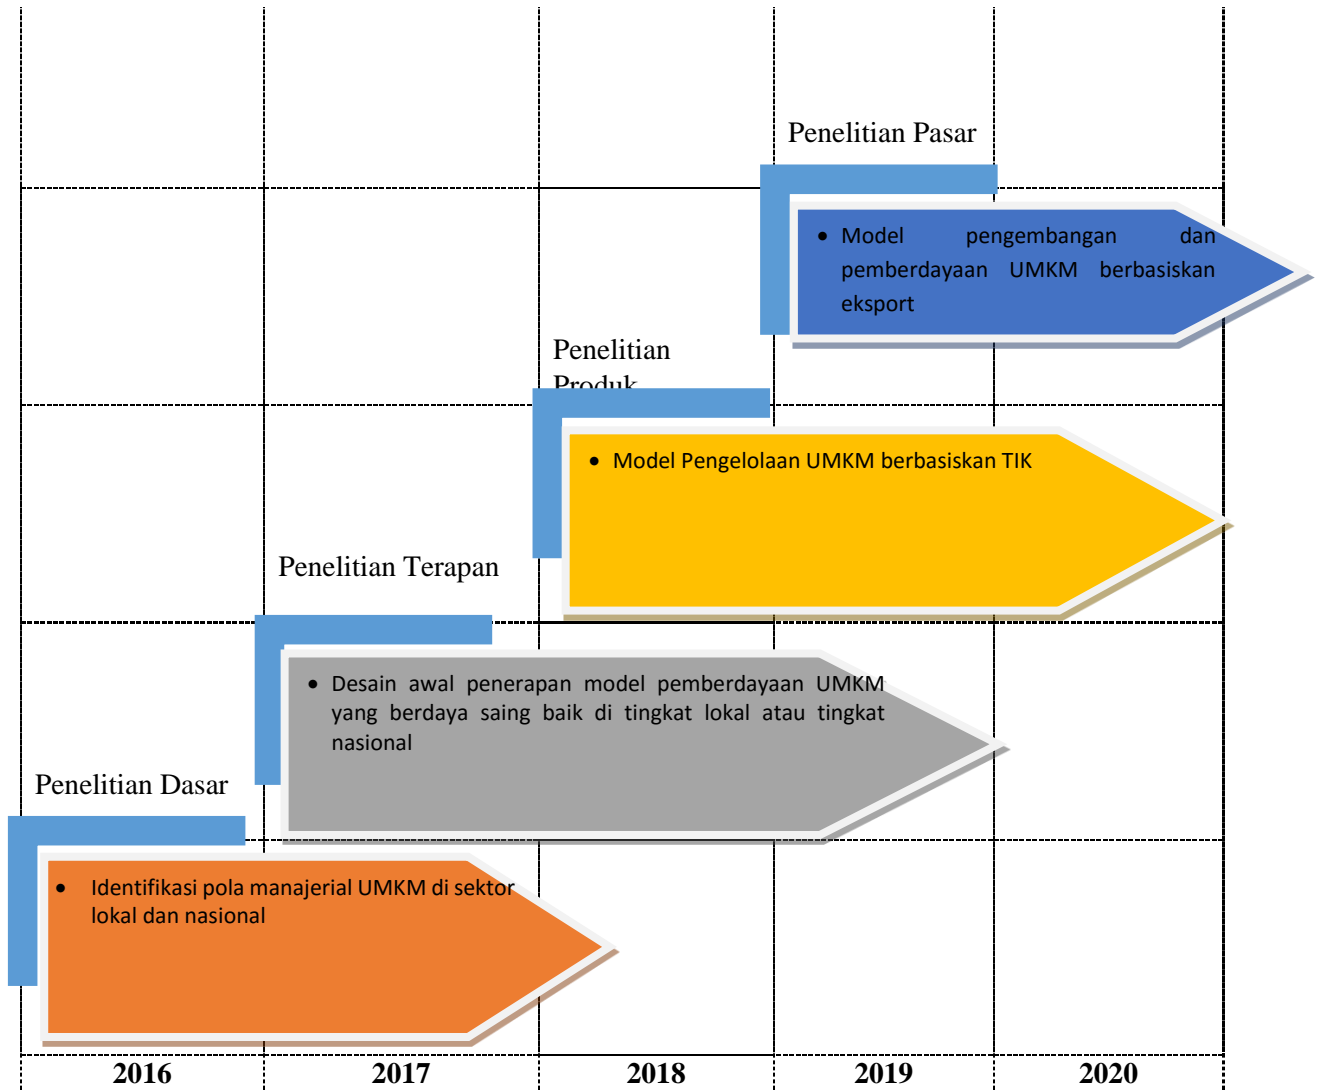 Penelitian Pasar
• Model pengembangan dan
pemberdayaan UMKM berbasiskan
eksport
Penelitian
Produk
• Model Pengelolaan UMKM berbasiskan TIK
Penelitian Terapan
• Desain awal penerapan model pemberdayaan UMKM
yang berdaya saing baik di tingkat lokal atau tingkat
nasional
Penelitian Dasar
• Identifikasi pola manajerial UMKM di sektor
lokal dan nasional
2016 2017 2018 2019 2020